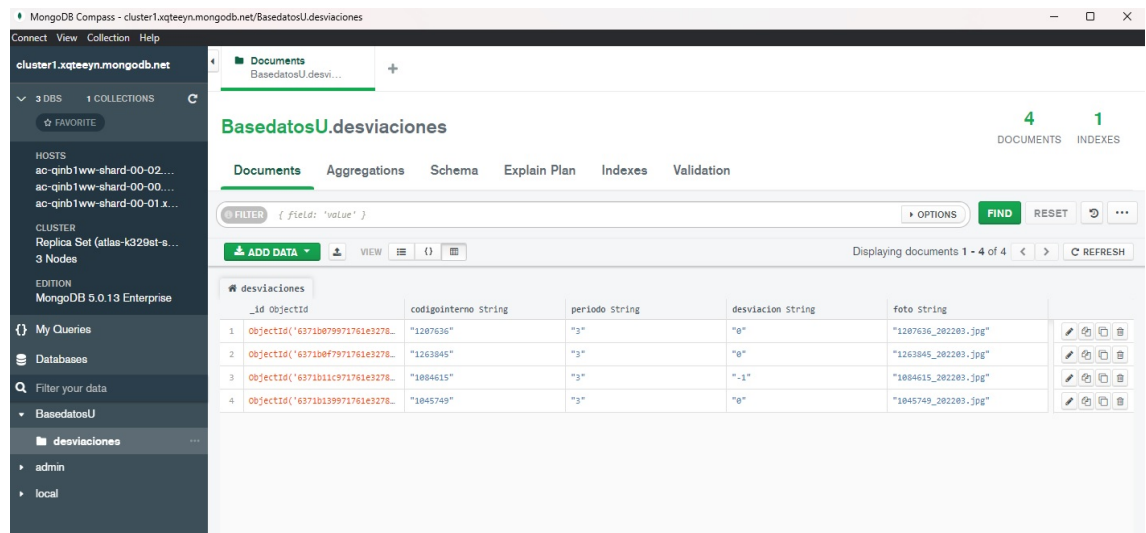 MongoDB Compass - cluster1.xqteeyn.mongodb.net/BasedatosU.desviaciones
Connect View Collection Help
cluster1.xqteeyn.mongodb.net
3 DBS 1 COLLECTIONS
FAVORITE
HOSTS
ac-qinb1ww-shard-00-02....
ac-qinb1ww-shard-00-00....
ac-qinb1ww-shard-00-01.x...
CLUSTER
Replica Set (atlas-k329st-s...
3 Nodes
EDITION
MongoDB 5.0.13 Enterprise
{} My Queries
Databases
Filter your data
BasedatosU
desviaciones
admin
local
Documents
BasedatosU.desvi...
+
BasedatosU.desviaciones
4
DOCUMENTS
1
INDEXES
Documents Aggregations Schema Explain Plan Indexes Validation
FILTER { field: 'value' } OPTIONS FIND RESET ...
ADD DATA VIEW {} Displaying documents 1 - 4 of 4 < > REFRESH
desviaciones
_id ObjectId codigointerno String periodo String desviacion String foto String
1 ObjectId('6371b079971761e3278… "1207636" "3" "0" "1207636_202203.jpg"
2 ObjectId('6371b0f7971761e3278… "1263845" "3" "0" "1263845_202203.jpg"
3 ObjectId('6371b11c971761e3278… "1084615" "3" "-1" "1084615_202203.jpg"
4 ObjectId('6371b139971761e3278… "1045749" "3" "0" "1045749_202203.jpg"